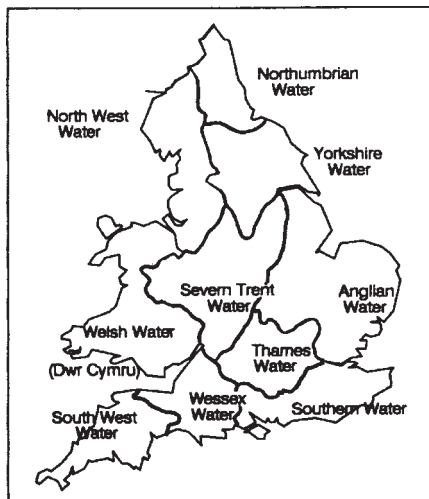 Northumbrian
Water
North West
Water
Yorkshire
Water
Severn Trent
Water
Anglian
Water
Welsh Water
(Dwr Cymru)
Thames
Water
Wessex
Water
Southern Water
South West
Water